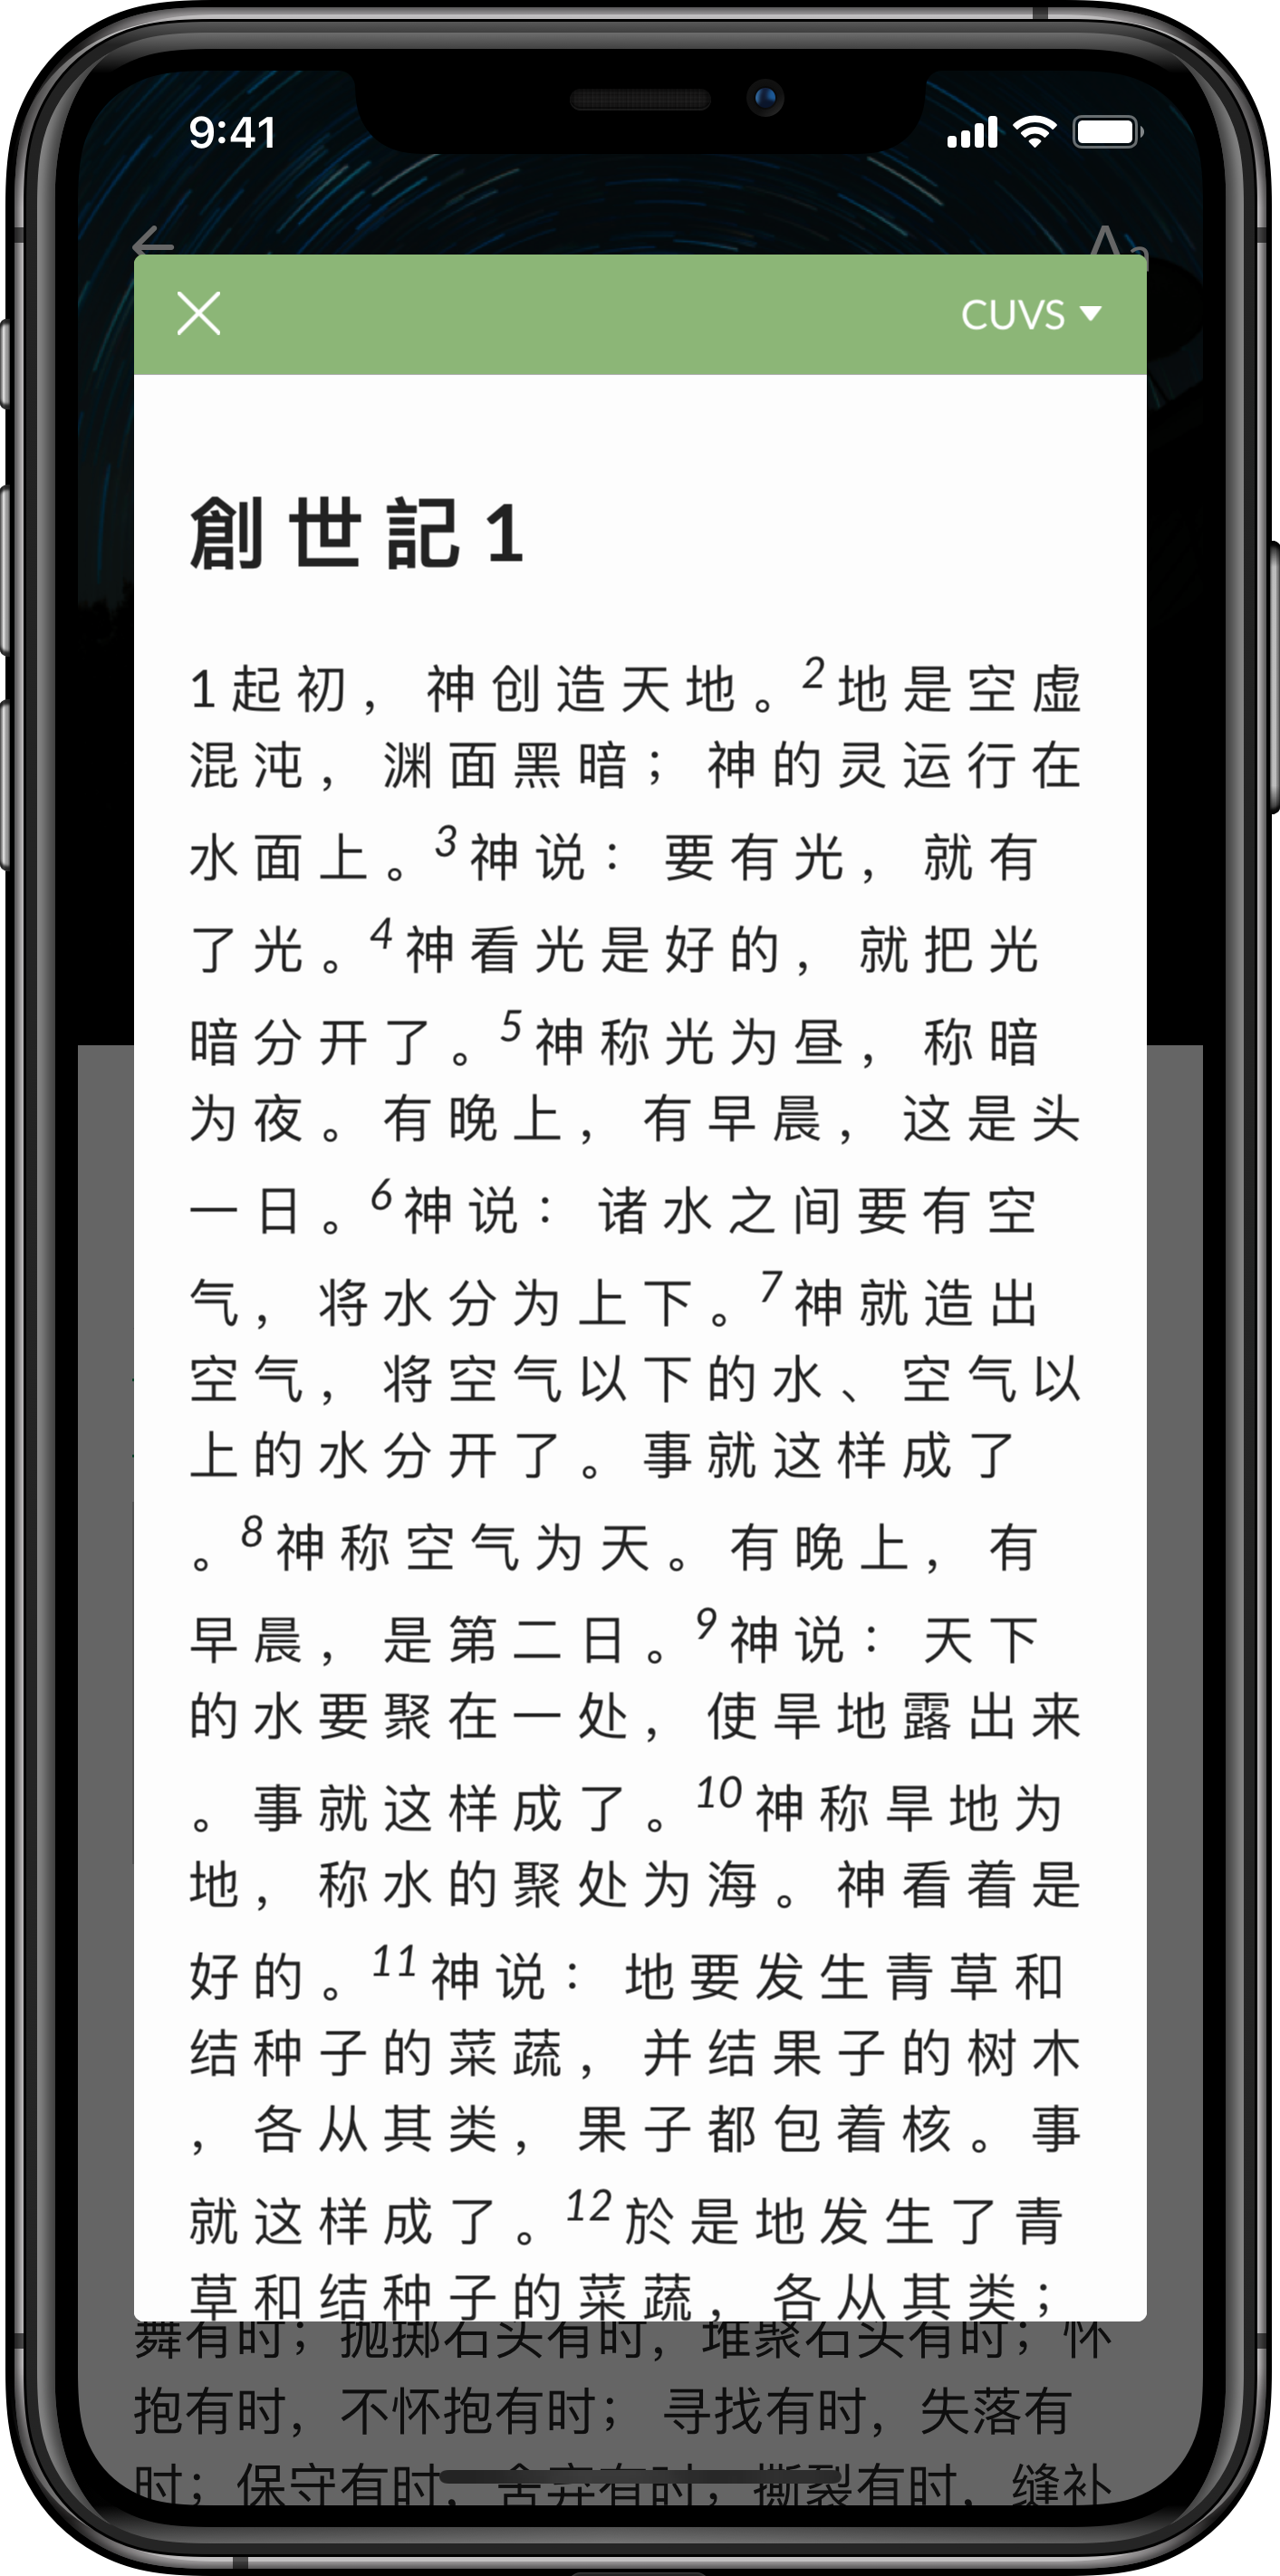 9:41
Aa
CUVS
創世記1
1起初，神创造天地。2地是空虚
混沌，渊面黑暗；神的灵运行在
水面上。3神说：要有光，就有
了光。4神看光是好的，就把光
暗分开了。5神称光为昼，称暗
为夜。有晚上，有早晨，这是头
一日。6神说：诸水之间要有空
气，将水分为上下。7神就造出
空气，将空气以下的水、空气以
上的水分开了。事就这样成了
。8神称空气为天。有晚上，有
早晨，是第二日。9神说：天下
的水要聚在一处，使旱地露出来
。事就这样成了。10神称旱地为
地，称水的聚处为海。神看着是
好的。11神说：地要发生青草和
结种子的菜蔬，并结果子的树木
，各从其类，果子都包着核。事
就这样成了。12於是地发生了青
草和结种子的菜蔬，各从其类；
舞有时；抛掷石头有时，堆聚石头有时；怀
抱有时，不怀抱有时；寻找有时，失落有
时；保守有时，舍弃有时；撕裂有时，缝补